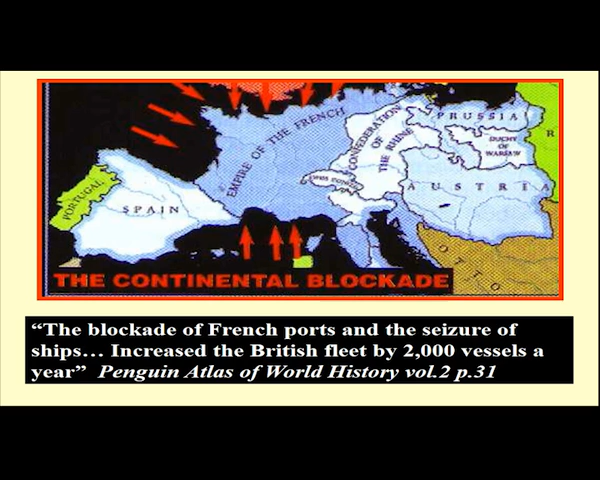 EMPIRE OF THE FRENCH
CONFEDERATION
OF
THE RHINE
PRUSSIA
DUCHY
OF
WARSAW
R
PORTUGAL
SPAIN
AUSTRIA
OTTO
THE CONTINENTAL BLOCKADE
“The blockade of French ports and the seizure of
ships… Increased the British fleet by 2,000 vessels a
year” Penguin Atlas of World History vol.2 p.31